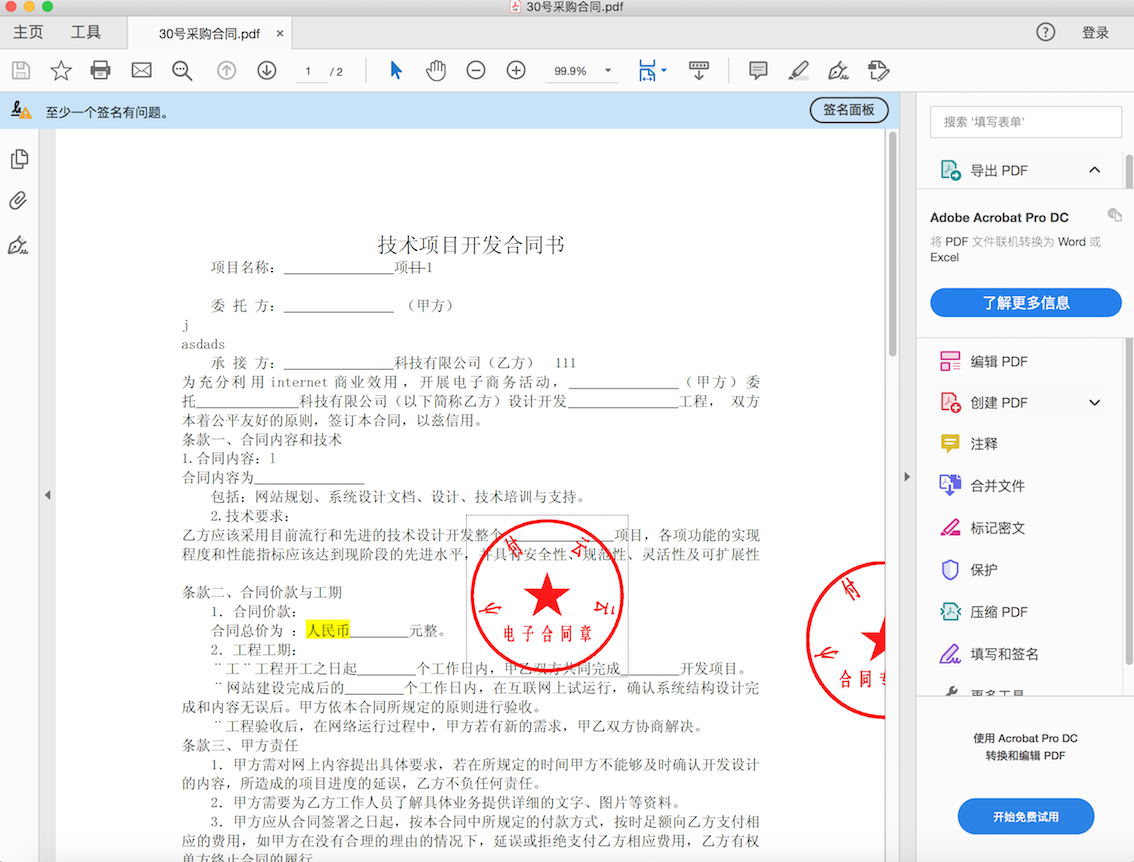 30号采购合同.pdf
主页 工具 30号采购合同.pdf × ? 登录
1 / 2 99.9%
至少一个签名有问题。 签名面板
技术项目开发合同书
项目名称：_______________项目1
委 托 方：_______________ （甲方）
j
asdads
承 接 方：_______________科技有限公司（乙方） 111
为充分利用internet商业效用，开展电子商务活动，_______________（甲方）委
托______________科技有限公司（以下简称乙方）设计开发_______________工程， 双方
本着公平友好的原则，签订本合同，以兹信用。
条款一、合同内容和技术
1.合同内容：l
合同内容为_______________
包括：网站规划、系统设计文档、设计、技术培训与支持。
2.技术要求：
乙方应该采用目前流行和先进的技术设计开发整个_______________项目，各项功能的实现
程度和性能指标应该达到现阶段的先进水平，并具有安全性、规范性、灵活性及可扩展性
条款二、合同价款与工期
1. 合同价款：
合同总价为 ：人民币________元整。
2. 工程工期：
¨工¨工程开工之日起________个工作日内，甲乙双方共同完成________开发项目。
¨网站建设完成后的________个工作日内，在互联网上试运行，确认系统结构设计完
成和内容无误后。甲方依本合同所规定的原则进行验收。
¨工程验收后，在网络运行过程中，甲方若有新的需求，甲乙双方协商解决。
条款三、甲方责任
1. 甲方需对网上内容提出具体要求，若在所规定的时间甲方不能够及时确认开发设计
的内容，所造成的项目进度的延误，乙方不负任何责任。
2. 甲方需要为乙方工作人员了解具体业务提供详细的文字、图片等资料。
3. 甲方应从合同签署之日起，按本合同中所规定的付款方式，按时足额向乙方支付相
应的费用，如甲方在没有合理的理由的情况下，延误或拒绝支付乙方相应费用，乙方有权
单方终止合同的履行
付 云
电子合同章
付
合同专
搜索 '填写表单'
导出 PDF
Adobe Acrobat Pro DC
将 PDF 文件联机转换为 Word 或
Excel
了解更多信息
编辑 PDF
创建 PDF
注释
合并文件
标记密文
保护
压缩 PDF
填写和签名
更多工具
使用 Acrobat Pro DC
转换和编辑 PDF
开始免费试用